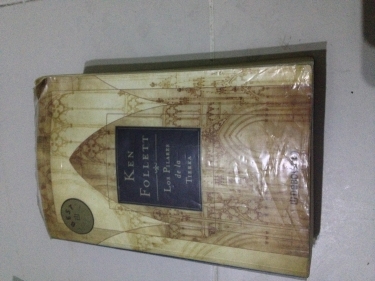 KEN
FOLLETT
LOS PILARES
de la
TIERRA